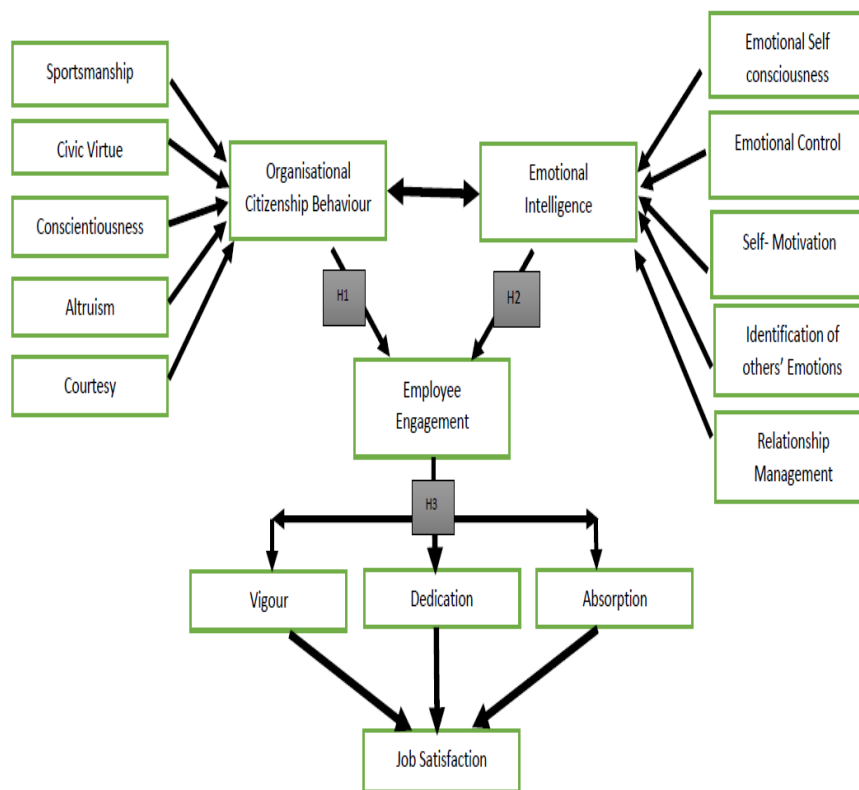 Sportsmanship
Civic Virtue
Conscientiousness
Altruism
Courtesy
Organisational
Citizenship Behaviour
Emotional
Intelligence
Emotional Self
consciousness
Emotional Control
Self- Motivation
Identification of
others' Emotions
Relationship
Management
H1
H2
Employee
Engagement
H3
Vigour
Dedication
Absorption
Job Satisfaction